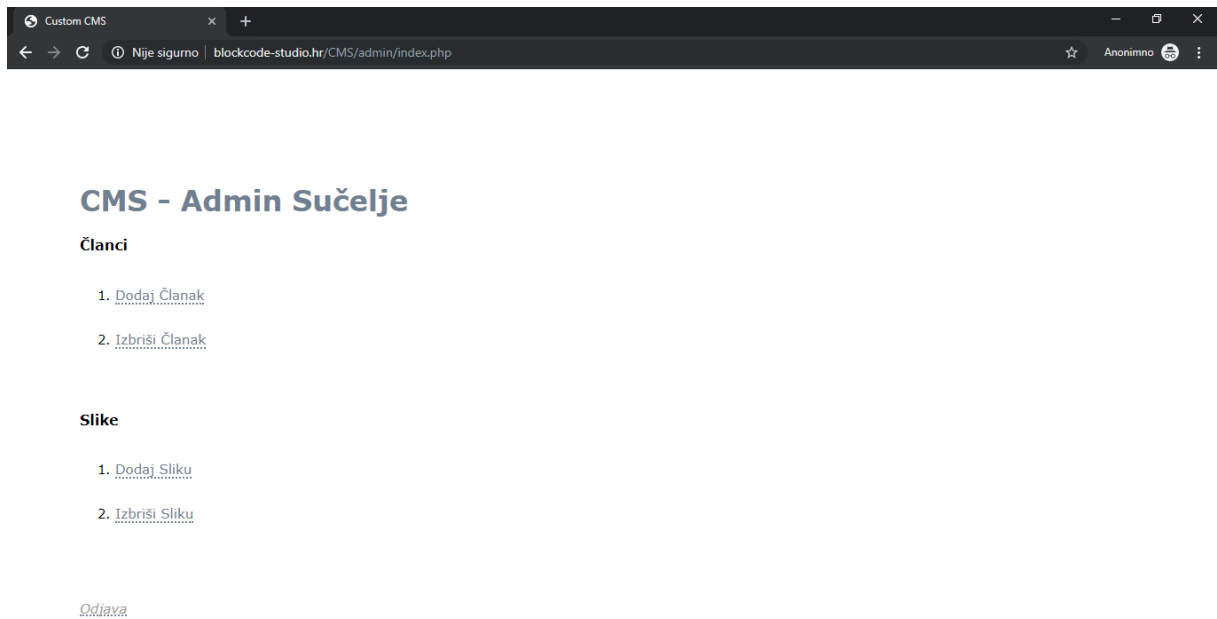 Custom CMS
Nije sigurno | blockcode-studio.hr/CMS/admin/index.php
Anonimno
CMS - Admin Sučelje
Članci
1. Dodaj Članak
2. Izbriši Članak
Slike
1. Dodaj Sliku
2. Izbriši Sliku
Odjava